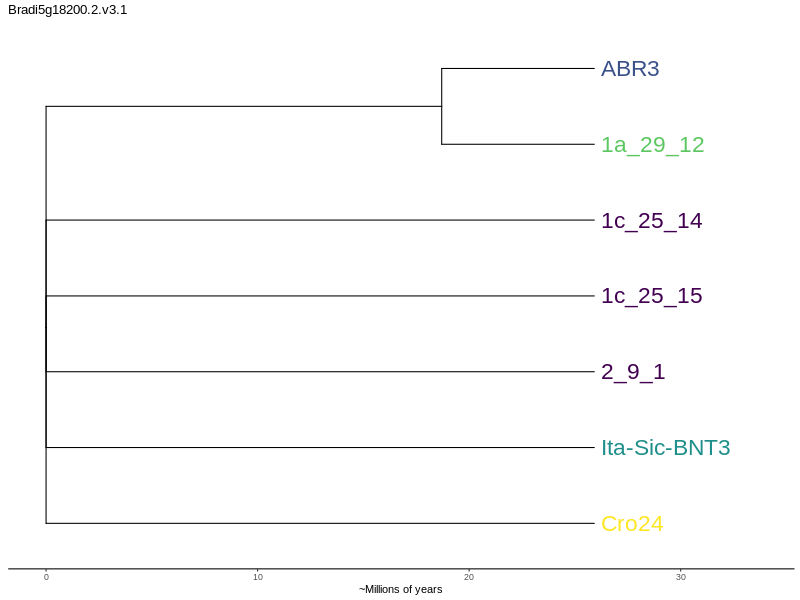 Bradi5g18200.2.v3.1
ABR3
1a_29_12
1c_25_14
1c_25_15
2_9_1
Ita-Sic-BNT3
Cro24
0 10 20 30
~Millions of years